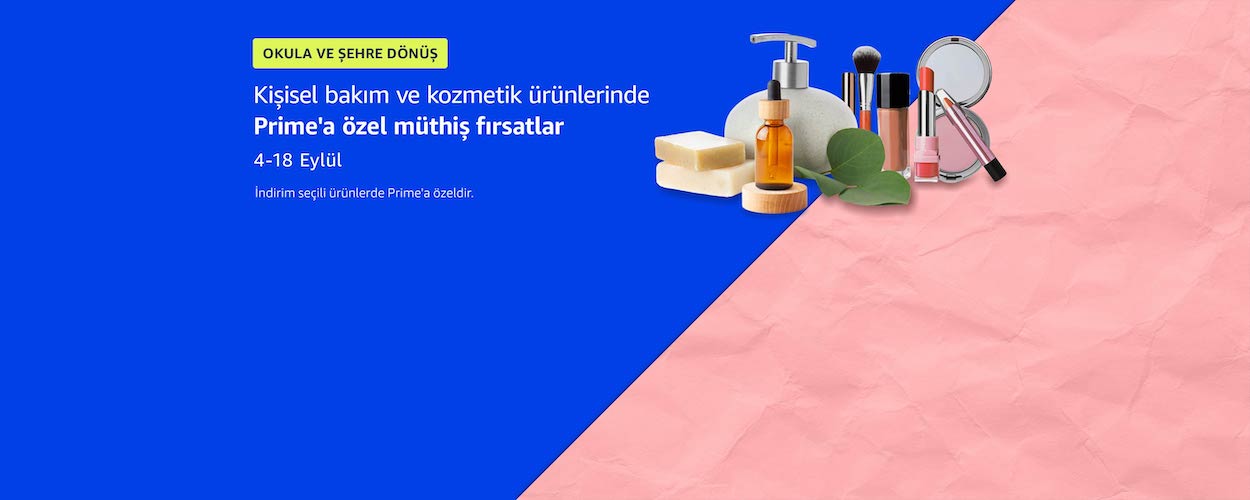 OKULA VE ŞEHRE DÖNÜŞ
Kişisel bakım ve kozmetik ürünlerinde
Prime'a özel müthiş fırsatlar
4-18 Eylül
İndirim seçili ürünlerde Prime'a özeldir.